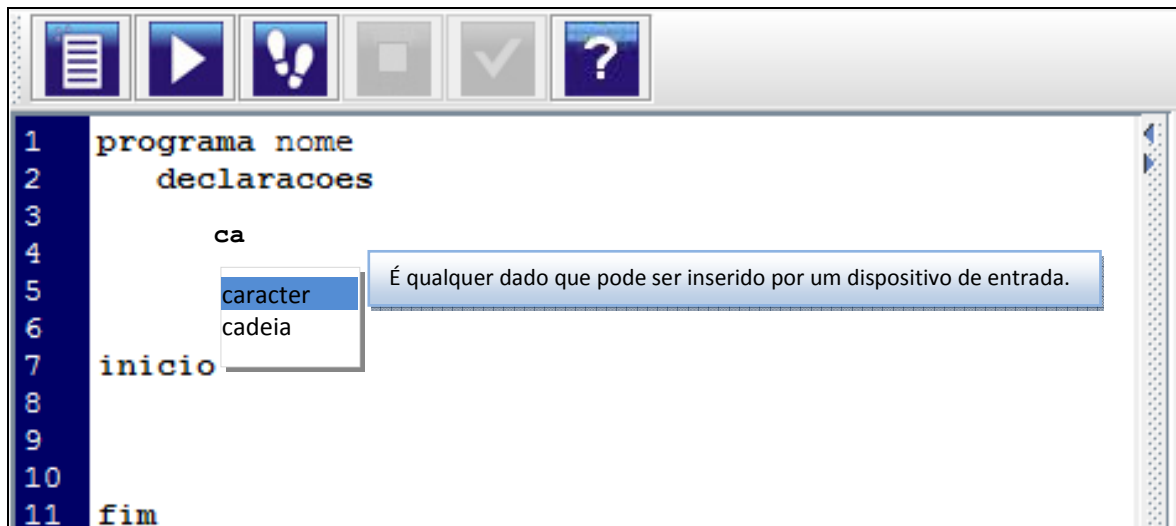 ?
1 programa nome
2 declaracoes
3
ca
4
É qualquer dado que pode ser inserido por um dispositivo de entrada.
5 caracter
6 cadeia
7 inicio
8
9
10
11 fim